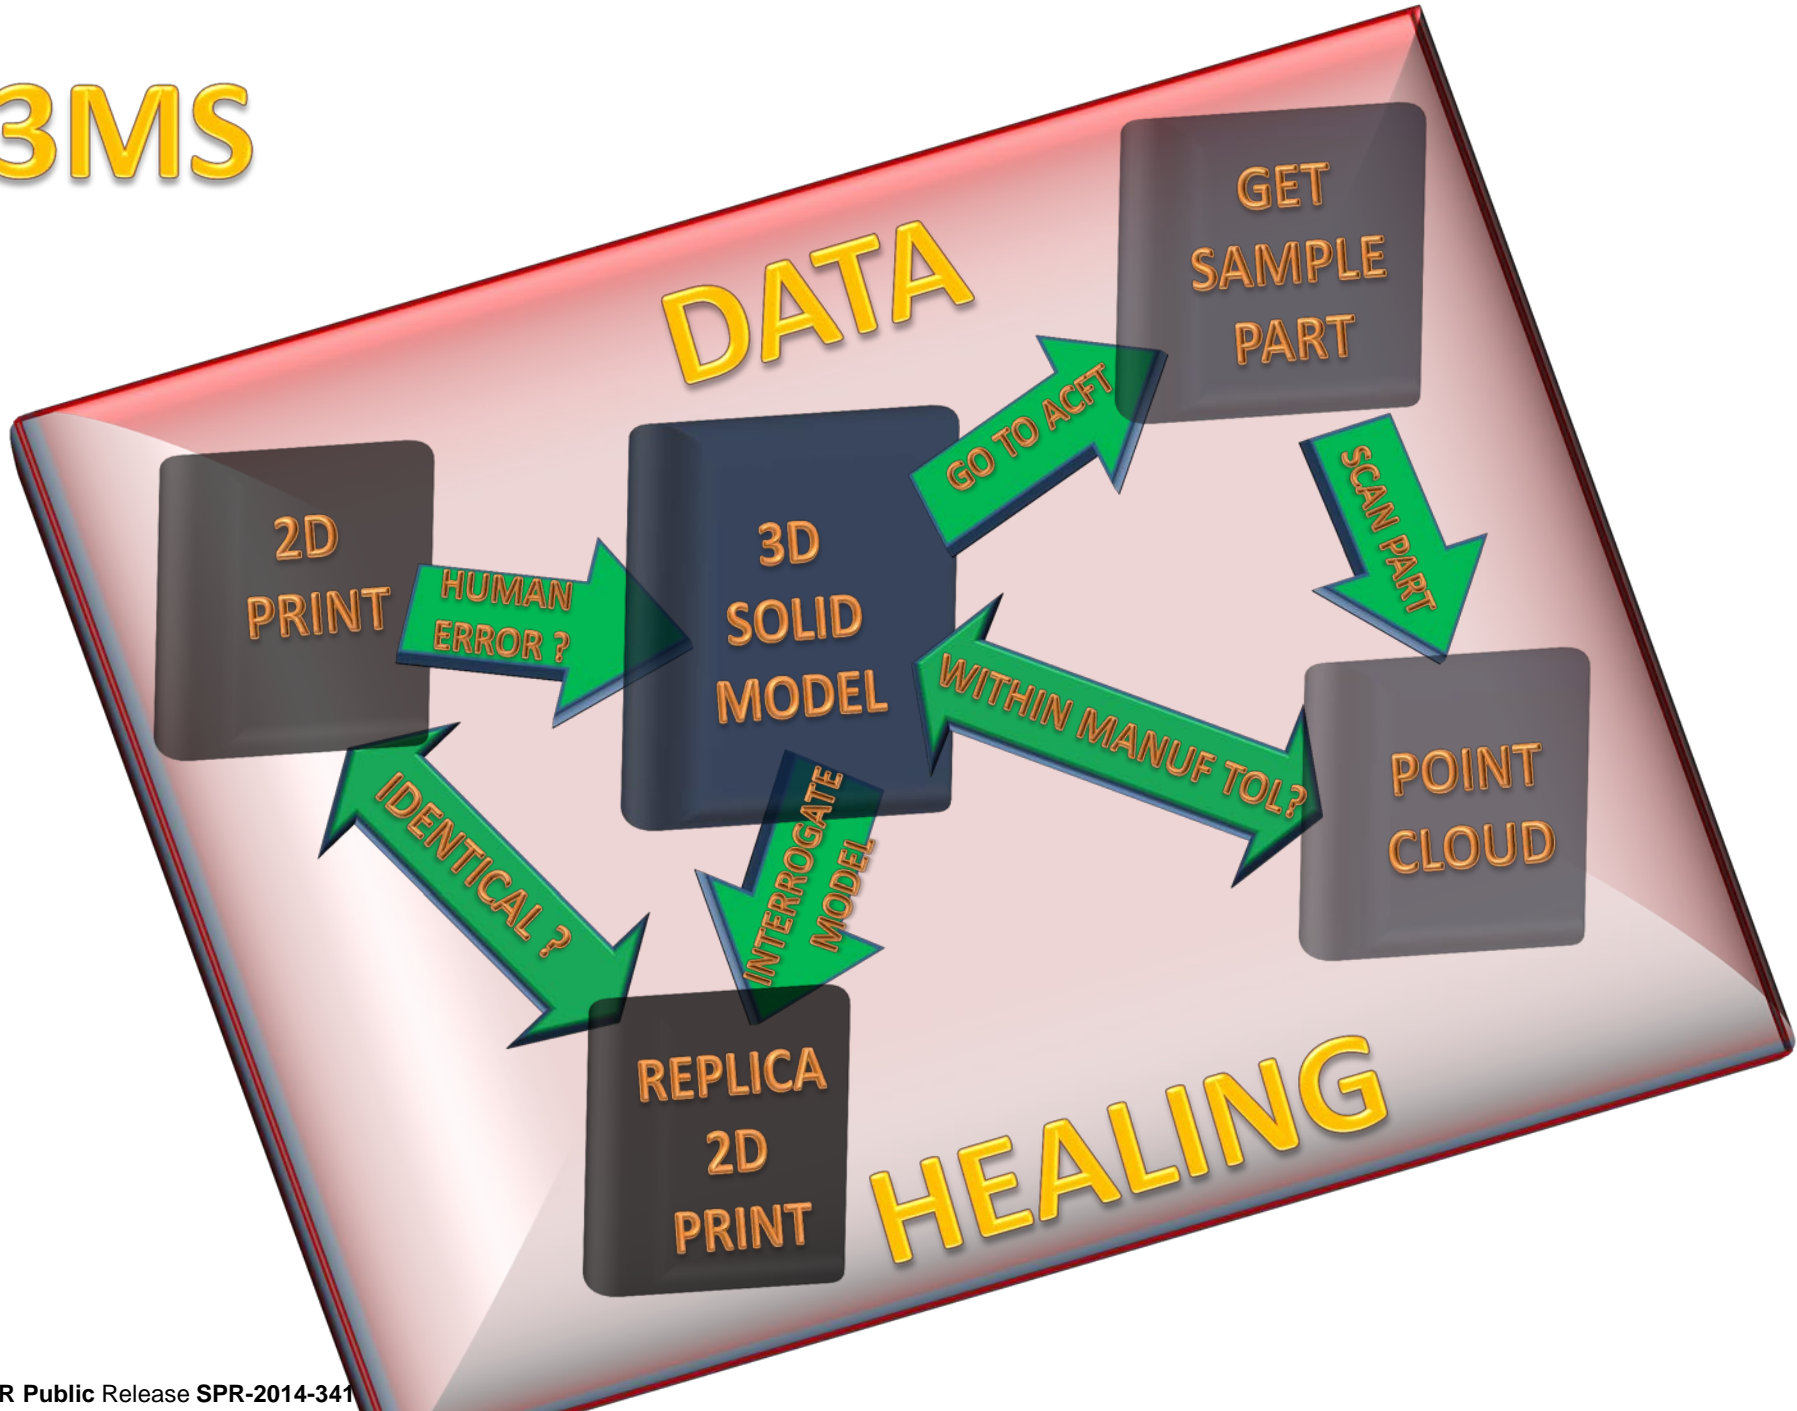 3MS
DATA
GET
SAMPLE
PART
GO TO ACFT
SCAN PART
2D
PRINT
HUMAN
ERROR ?
3D
SOLID
MODEL
WITHIN MANUF TOL?
POINT
CLOUD
IDENTICAL ?
INTERROGATE
MODEL
REPLICA
2D
PRINT
HEALING
R Public Release SPR-2014-341